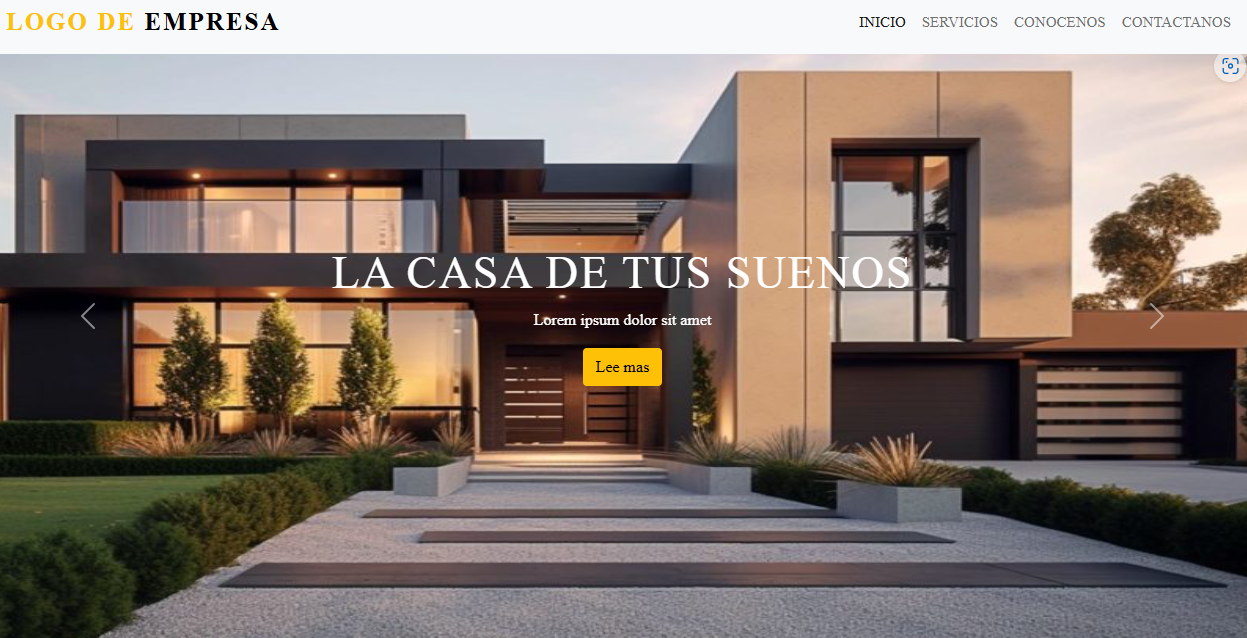 LOGO DE EMPRESA
INICIO SERVICIOS CONOCENOS CONTACTANOS
LA CASA DE TUS SUENOS
Lorem ipsum dolor sit amet
Lee mas